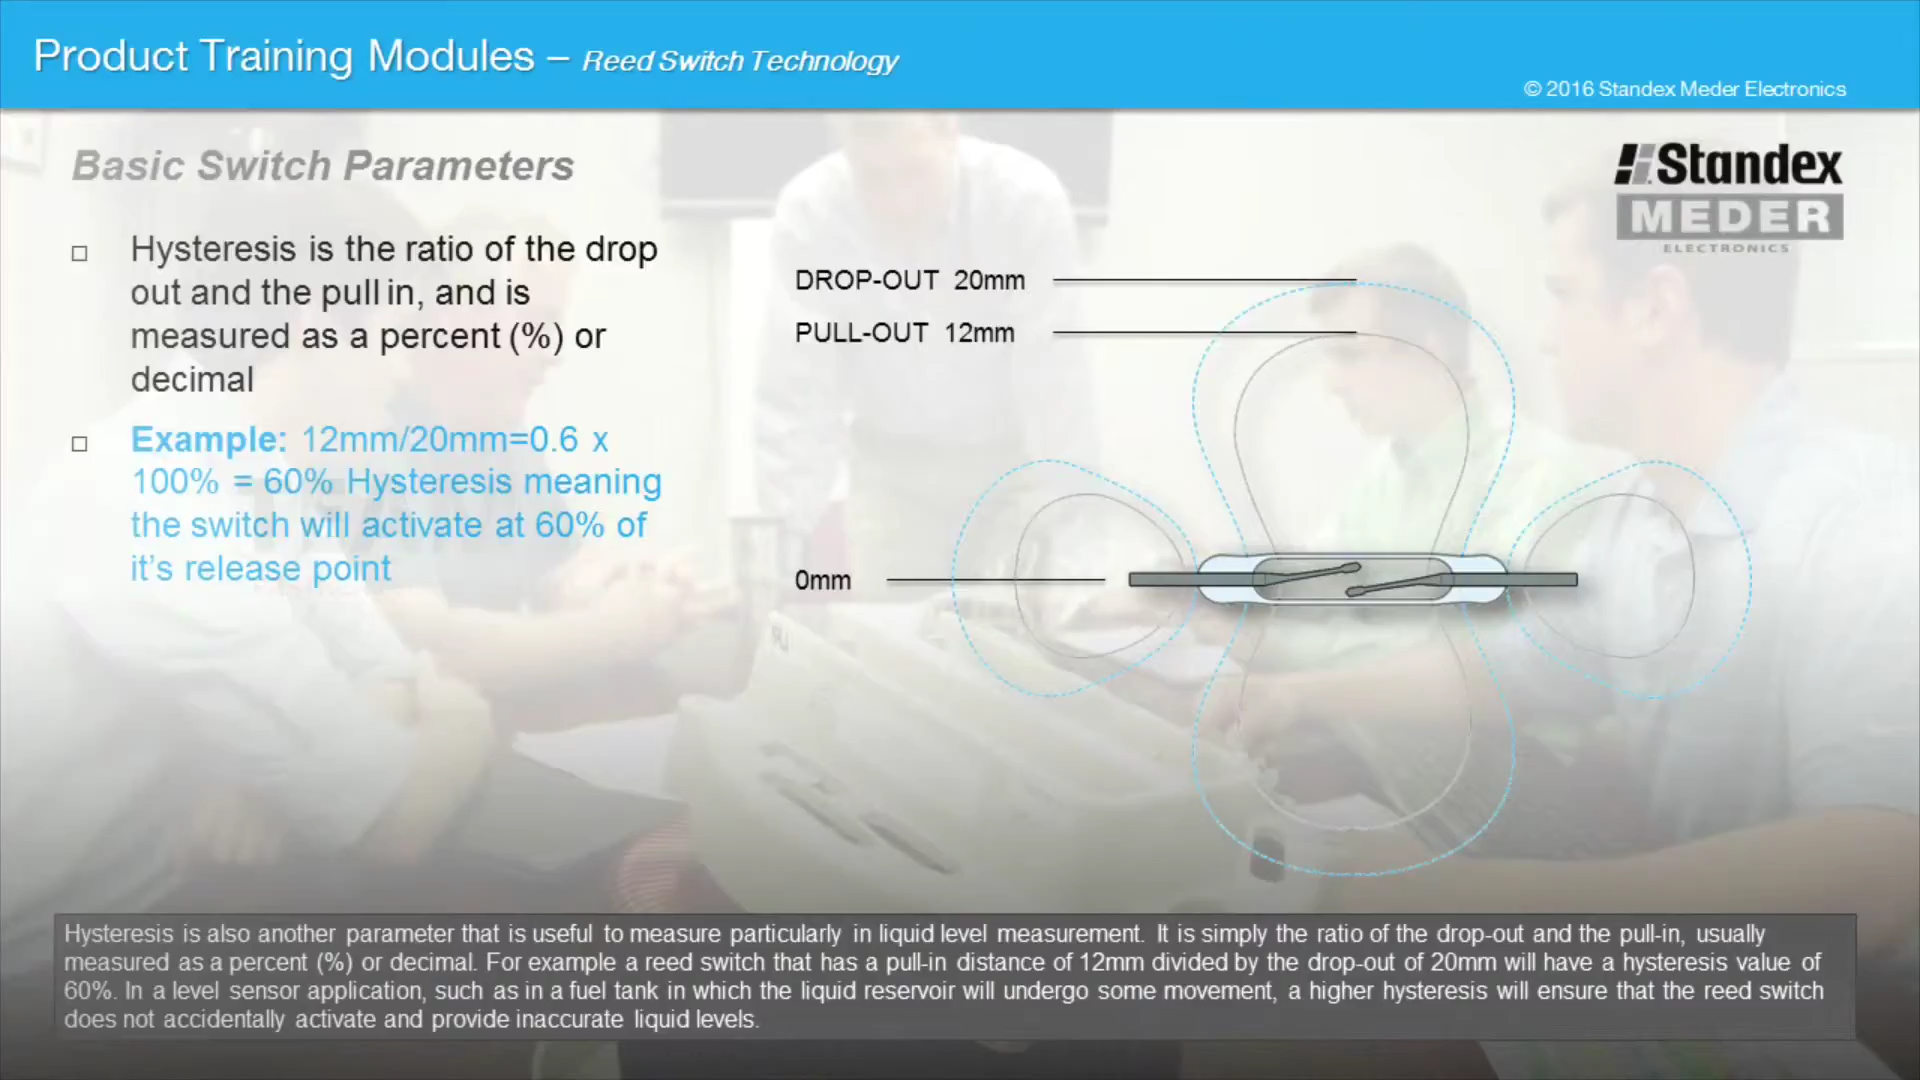 Product Training Modules – Reed Switch Technology
© 2016 Standex Meder Electronics
Basic Switch Parameters
Standex
MEDER
ELECTRONICS
Hysteresis is the ratio of the drop
out and the pull in, and is
measured as a percent (%) or
decimal
Example: 12mm/20mm=0.6 x
100% = 60% Hysteresis meaning
the switch will activate at 60% of
it's release point
DROP-OUT 20mm
PULL-OUT 12mm
0mm
Hysteresis is also another parameter that is useful to measure particularly in liquid level measurement. It is simply the ratio of the drop-out and the pull-in, usually
measured as a percent (%) or decimal. For example a reed switch that has a pull-in distance of 12mm divided by the drop-out of 20mm will have a hysteresis value of
60%. In a level sensor application, such as in a fuel tank in which the liquid reservoir will undergo some movement, a higher hysteresis will ensure that the reed switch
does not accidentally activate and provide inaccurate liquid levels.